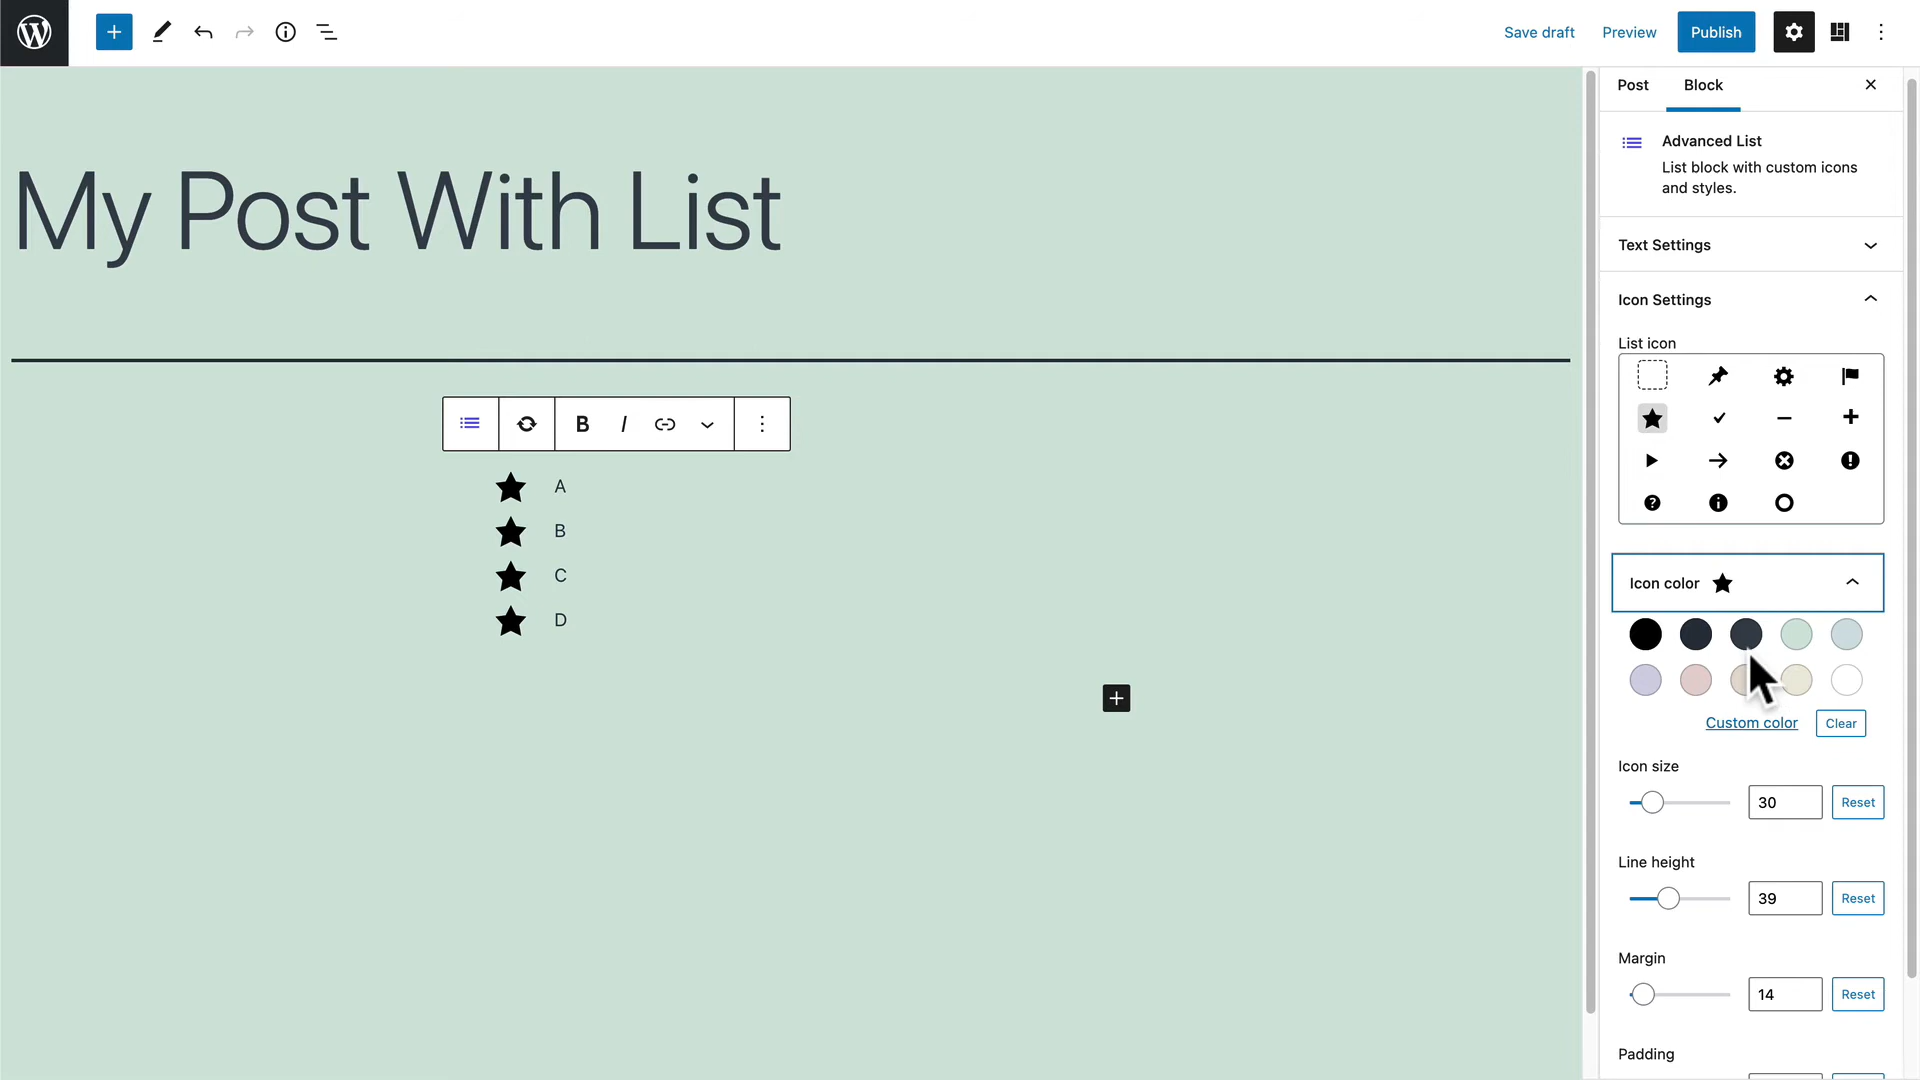 Save draft
Preview
Publish
Post
Block
Advanced List
List block with custom icons
and styles.
My Post With List
Text Settings
Icon Settings
List icon
B I
A
B
C
D
Icon color
Custom color
Clear
Icon size
30
Reset
Line height
39
Reset
Margin
14
Reset
Padding